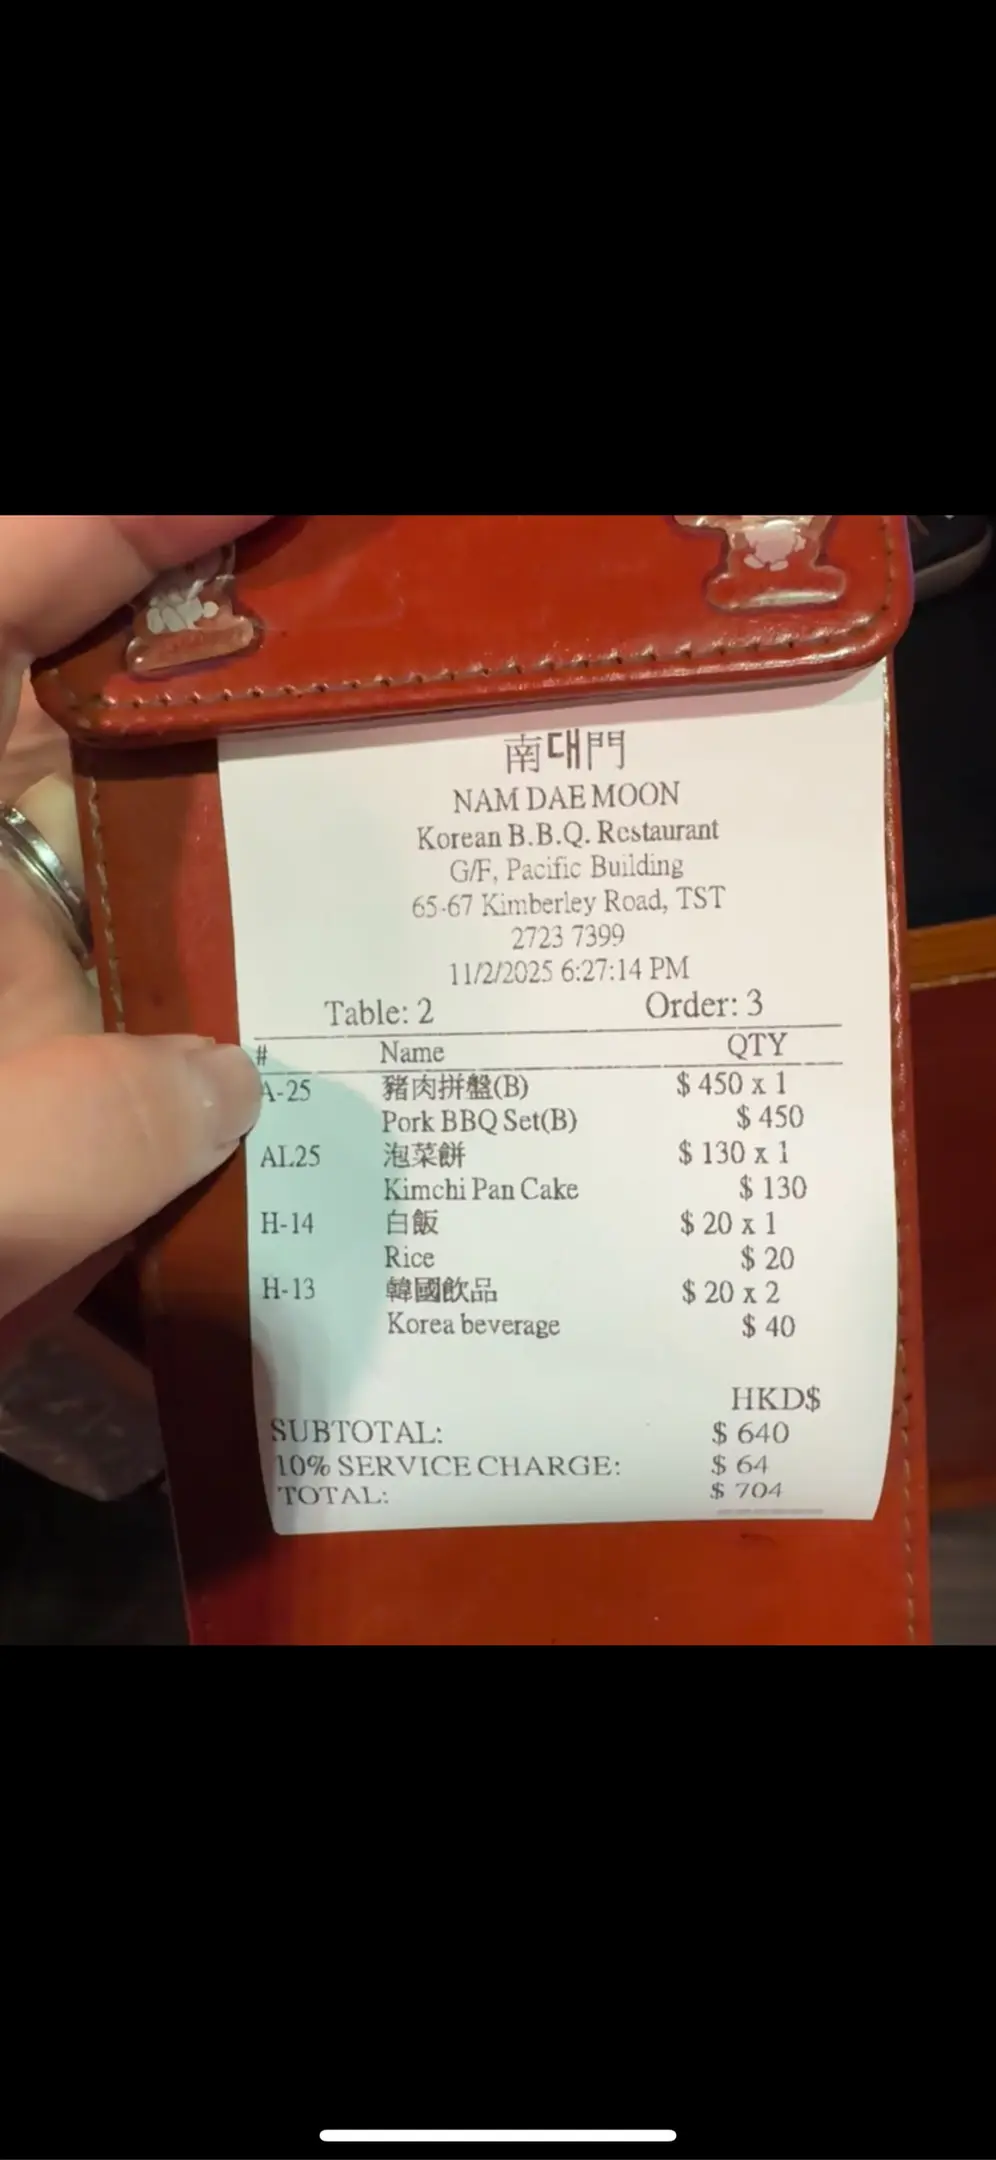 南대門
NAM DAE MOON
Korean B.B.Q. Restaurant
G/F, Pacific Building
65-67 Kimberley Road, TST
2723 7399
11/2/2025 6:27:14 PM
Table: 2 Order: 3
# Name QTY
A-25 豬肉拼盤(B) $ 450 x 1
Pork BBQ Set(B) $ 450
AL25 泡菜餅 $ 130 x 1
Kimchi Pan Cake $ 130
H-14 白飯 $ 20 x 1
Rice $ 20
H-13 韓國飲品 $ 20 x 2
Korea beverage $ 40
HKD$
SUBTOTAL: $ 640
10% SERVICE CHARGE: $ 64
TOTAL: $ 704